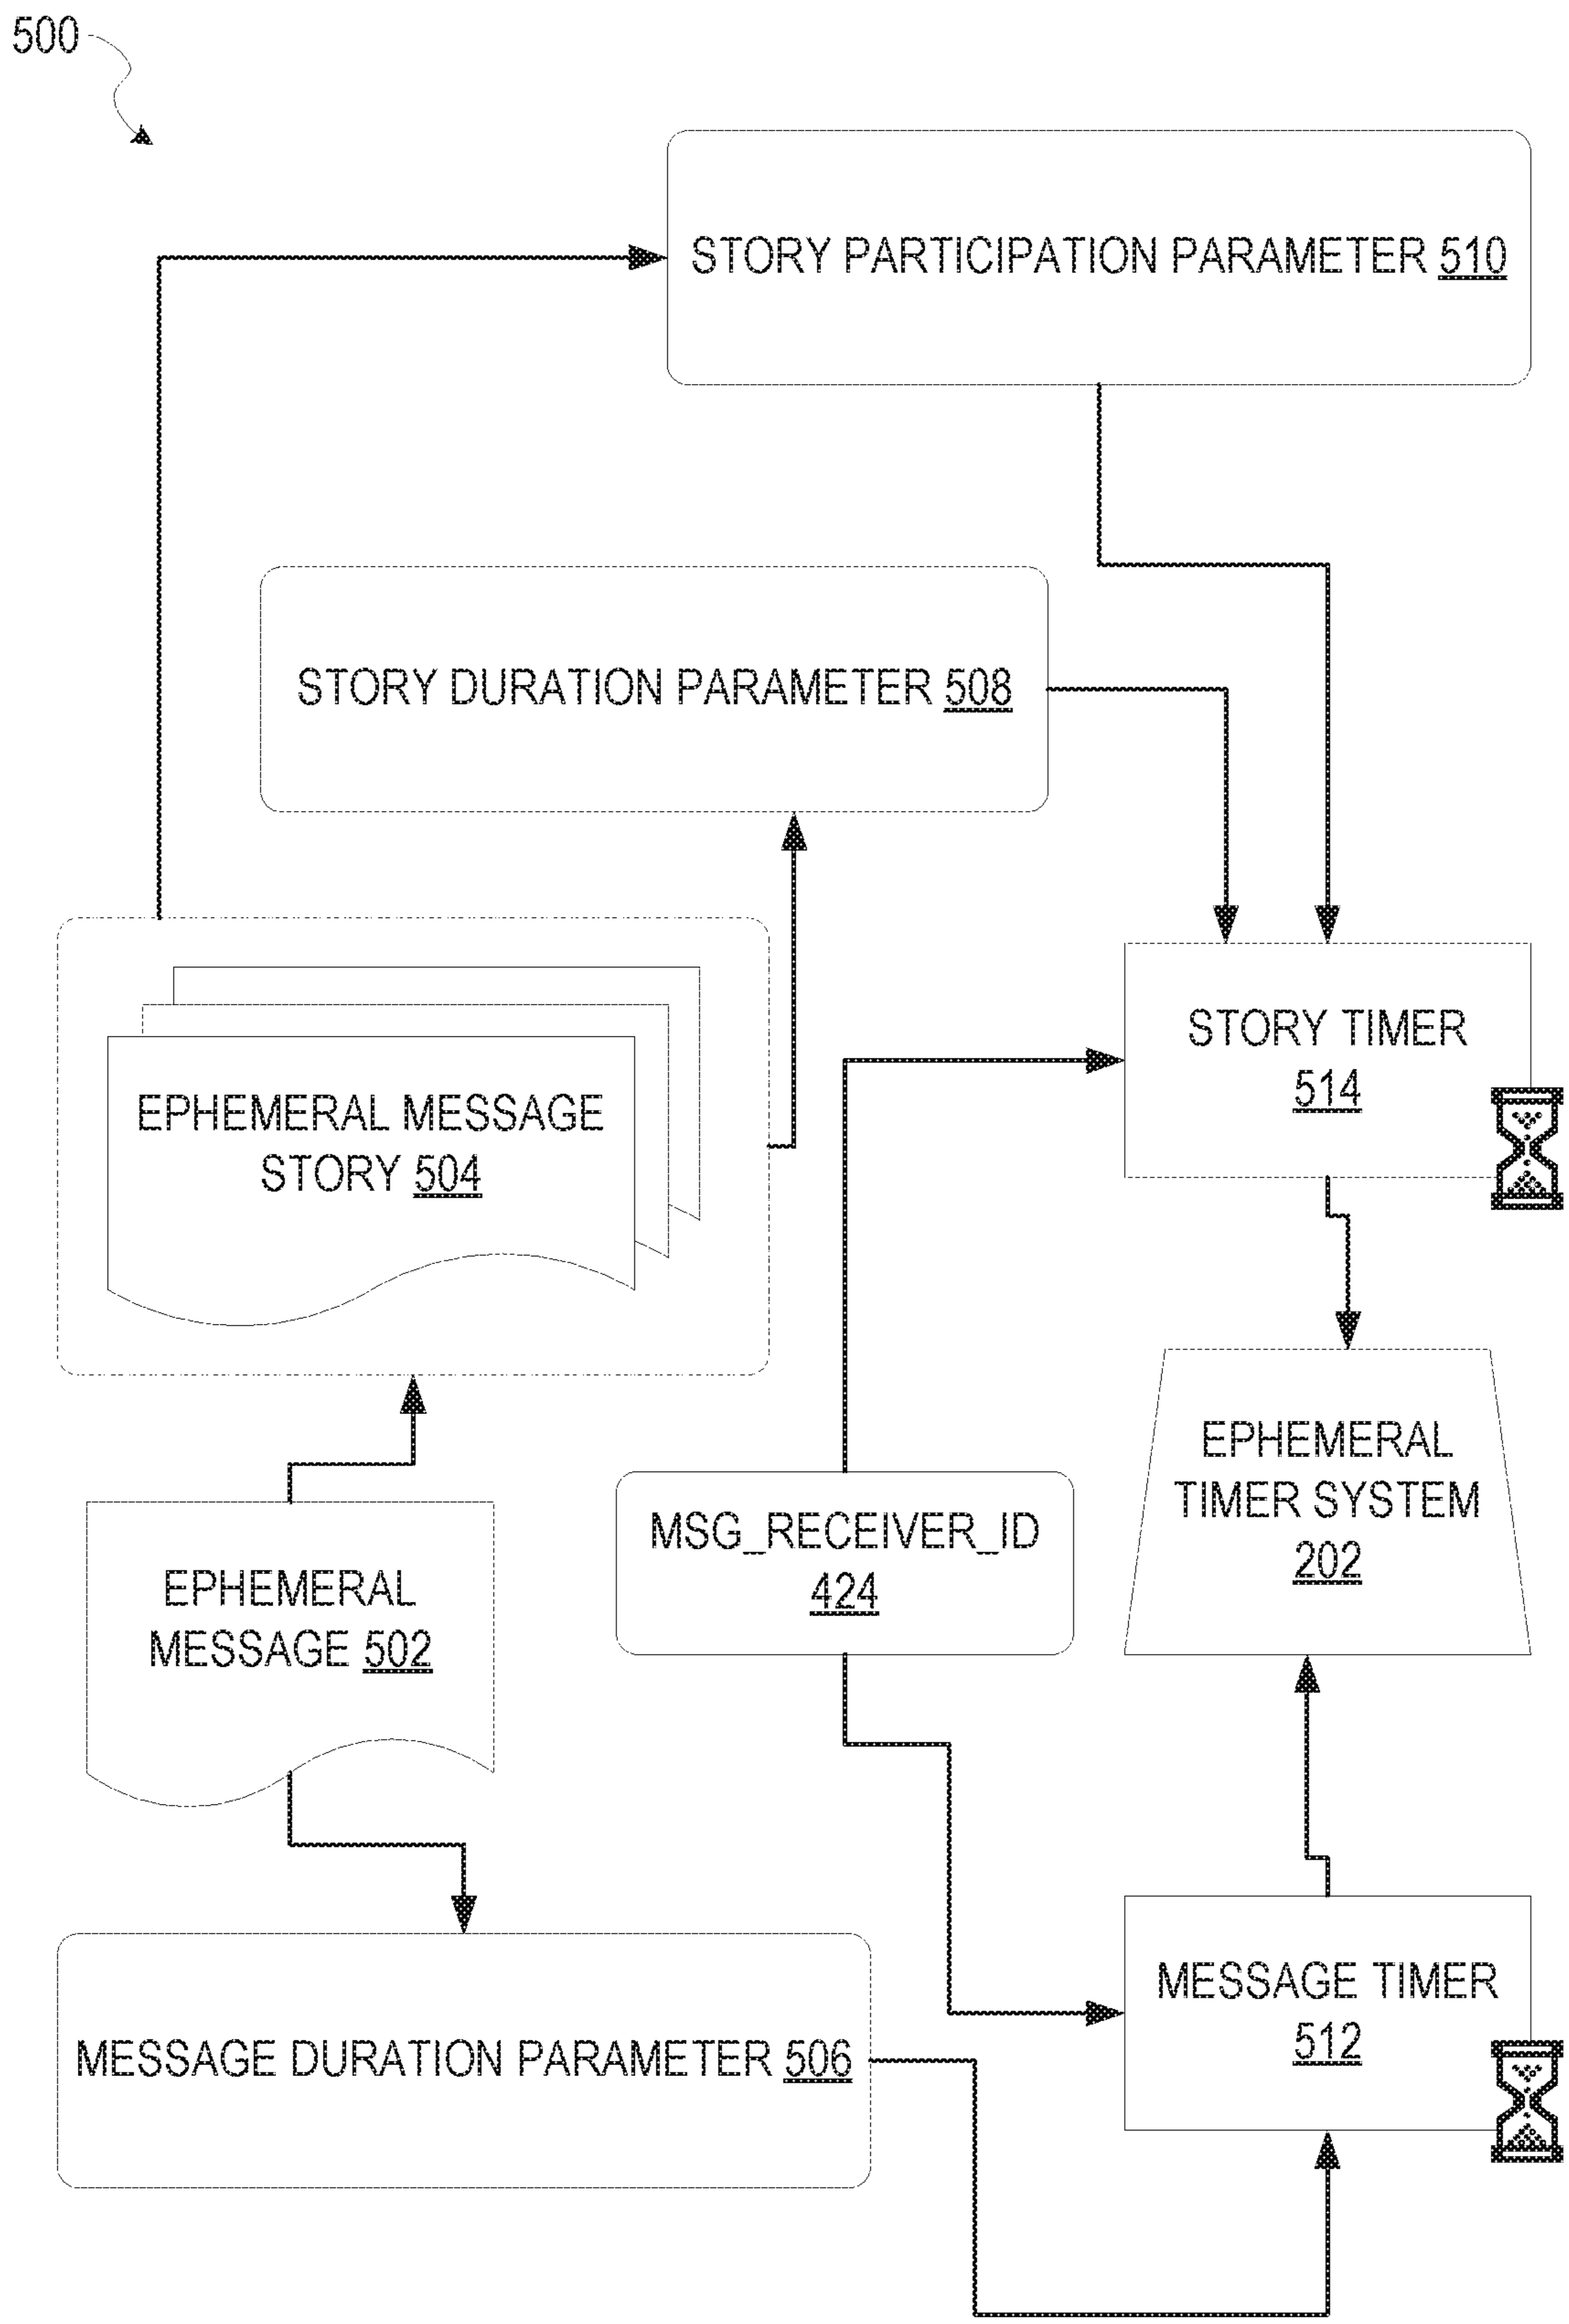 500
STORY PARTICIPATION PARAMETER 510
STORY DURATION PARAMETER 508
STORY TIMER
514
EPHEMERAL MESSAGE
STORY 504
EPHEMERAL
TIMER SYSTEM
202
MSG_RECEIVER_ID
424
EPHEMERAL
MESSAGE 502
MESSAGE TIMER
512
MESSAGE DURATION PARAMETER 506